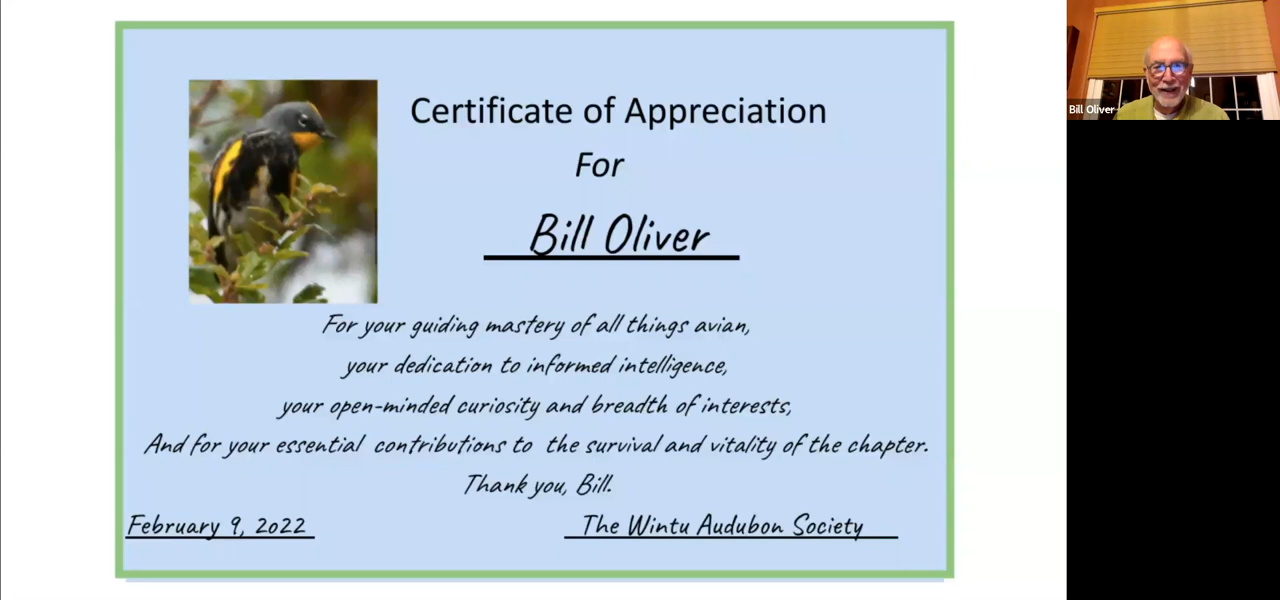 Certificate of Appreciation
For
Bill Oliver
For your guiding mastery of all things avian,
your dedication to informed intelligence,
your open-minded curiosity and breadth of interests,
And for your essential contributions to the survival and vitality of the chapter.
Thank you, Bill.
February 9, 2022
The Wintu Audubon Society
Bill Oliver